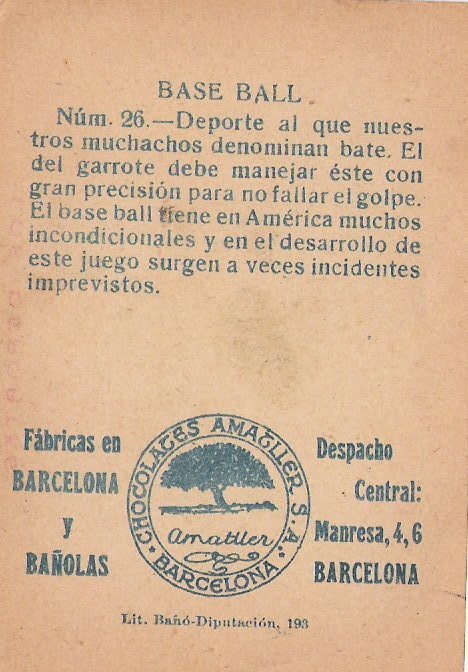 BASE BALL
Núm. 26.—Deporte al que nues-
tros muchachos denominan bate. El
del garrote debe manejar éste con
gran precisión para no fallar el golpe.
El base ball tiene en América muchos
incondicionales y en el desarrollo de
este juego surgen a veces incidentes
imprevistos.
Fábricas en
BARCELONA
y
BAÑOLAS
CHOCOLATES AMATLLER S.A.
Amatller
BARCELONA
Despacho
Central:
Manresa, 4, 6
BARCELONA
Lit. Bañó-Diputación, 193